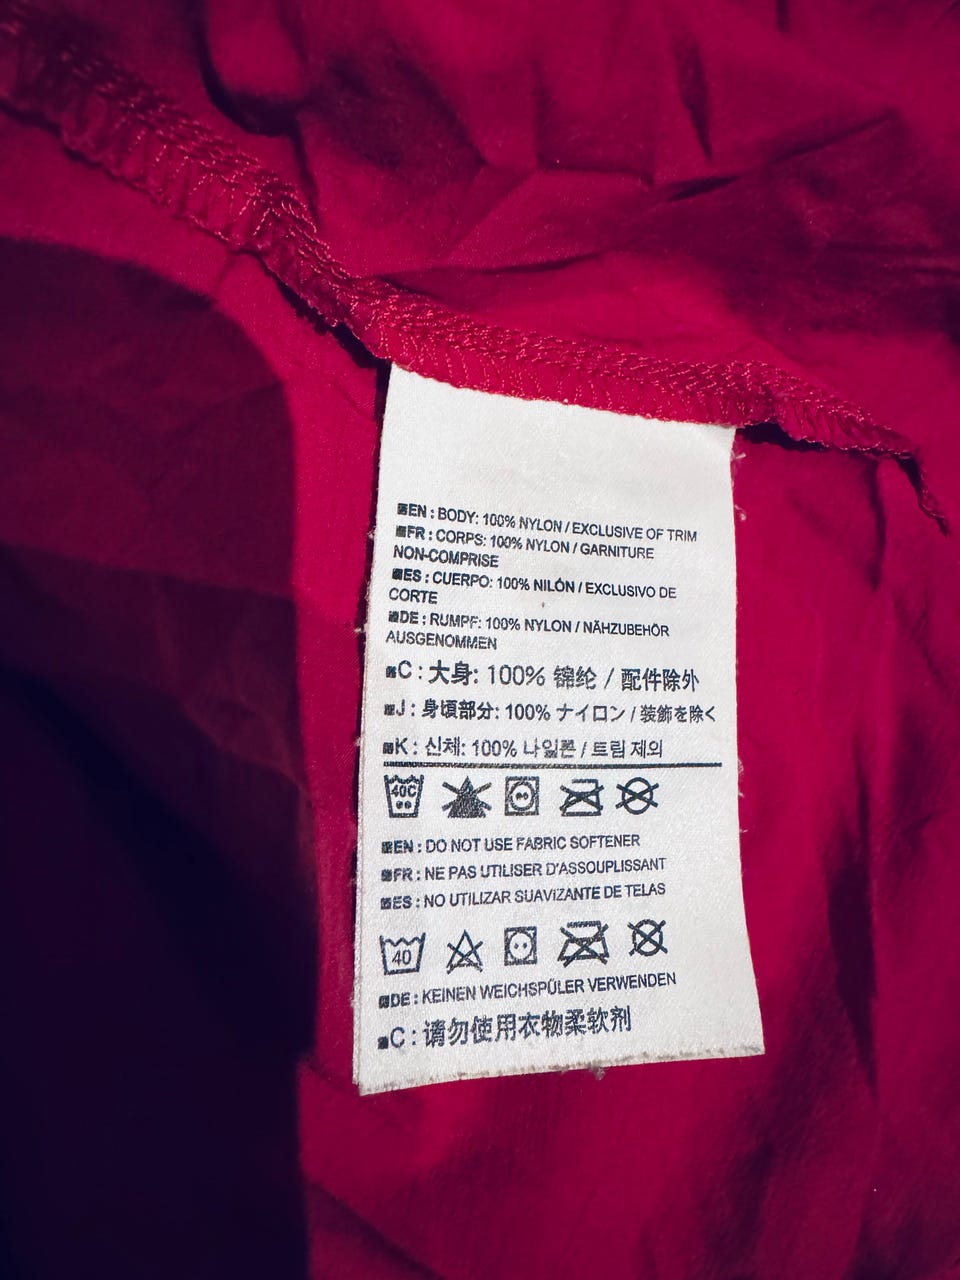 EN : BODY: 100% NYLON / EXCLUSIVE OF TRIM
FR : CORPS: 100% NYLON / GARNITURE
NON-COMPRISE
ES : CUERPO: 100% NILÓN / EXCLUSIVO DE
CORTE
DE : RUMPF: 100% NYLON / NÄHZUBEHÖR
AUSGENOMMEN
C : 大身: 100% 锦纶 / 配件除外
J : 身頃部分: 100% ナイロン / 装飾を除く
K : 신체: 100% 나일론 / 트림 제외
40C
EN : DO NOT USE FABRIC SOFTENER
FR : NE PAS UTILISER D'ASSOUPLISSANT
ES : NO UTILIZAR SUAVIZANTE DE TELAS
40
DE : KEINEN WEICHSPÜLER VERWENDEN
C : 请勿使用衣物柔软剂